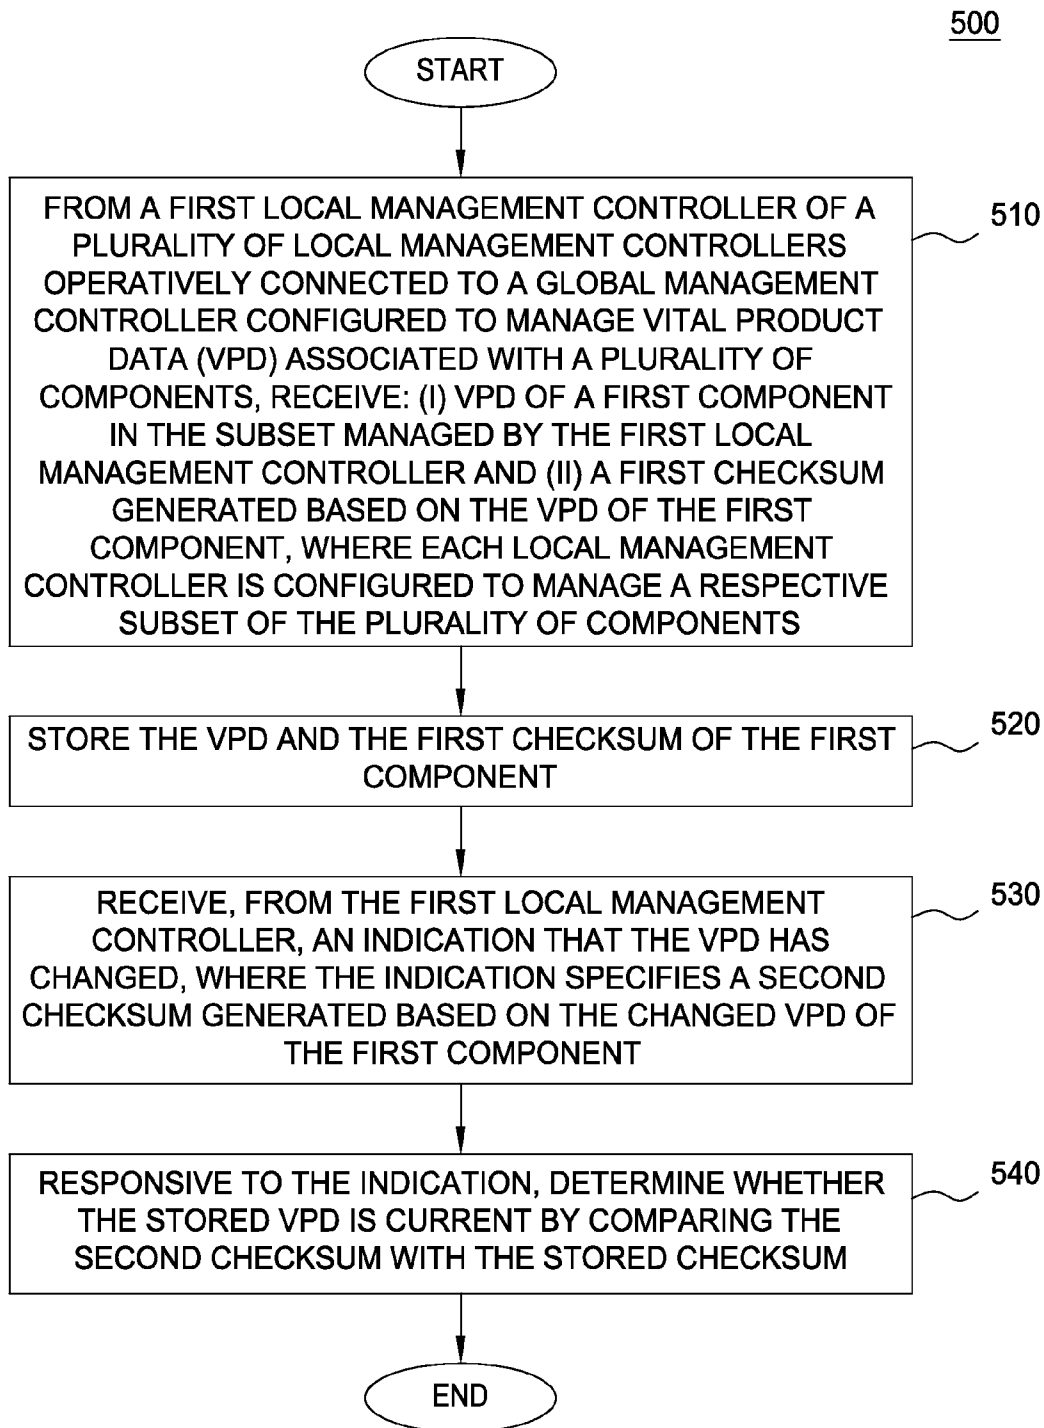 500
START
FROM A FIRST LOCAL MANAGEMENT CONTROLLER OF A
PLURALITY OF LOCAL MANAGEMENT CONTROLLERS
OPERATIVELY CONNECTED TO A GLOBAL MANAGEMENT
CONTROLLER CONFIGURED TO MANAGE VITAL PRODUCT
DATA (VPD) ASSOCIATED WITH A PLURALITY OF
COMPONENTS, RECEIVE: (I) VPD OF A FIRST COMPONENT
IN THE SUBSET MANAGED BY THE FIRST LOCAL
MANAGEMENT CONTROLLER AND (II) A FIRST CHECKSUM
GENERATED BASED ON THE VPD OF THE FIRST
COMPONENT, WHERE EACH LOCAL MANAGEMENT
CONTROLLER IS CONFIGURED TO MANAGE A RESPECTIVE
SUBSET OF THE PLURALITY OF COMPONENTS
510
STORE THE VPD AND THE FIRST CHECKSUM OF THE FIRST
COMPONENT
520
RECEIVE, FROM THE FIRST LOCAL MANAGEMENT
CONTROLLER, AN INDICATION THAT THE VPD HAS
CHANGED, WHERE THE INDICATION SPECIFIES A SECOND
CHECKSUM GENERATED BASED ON THE CHANGED VPD OF
THE FIRST COMPONENT
530
RESPONSIVE TO THE INDICATION, DETERMINE WHETHER
THE STORED VPD IS CURRENT BY COMPARING THE
SECOND CHECKSUM WITH THE STORED CHECKSUM
540
END